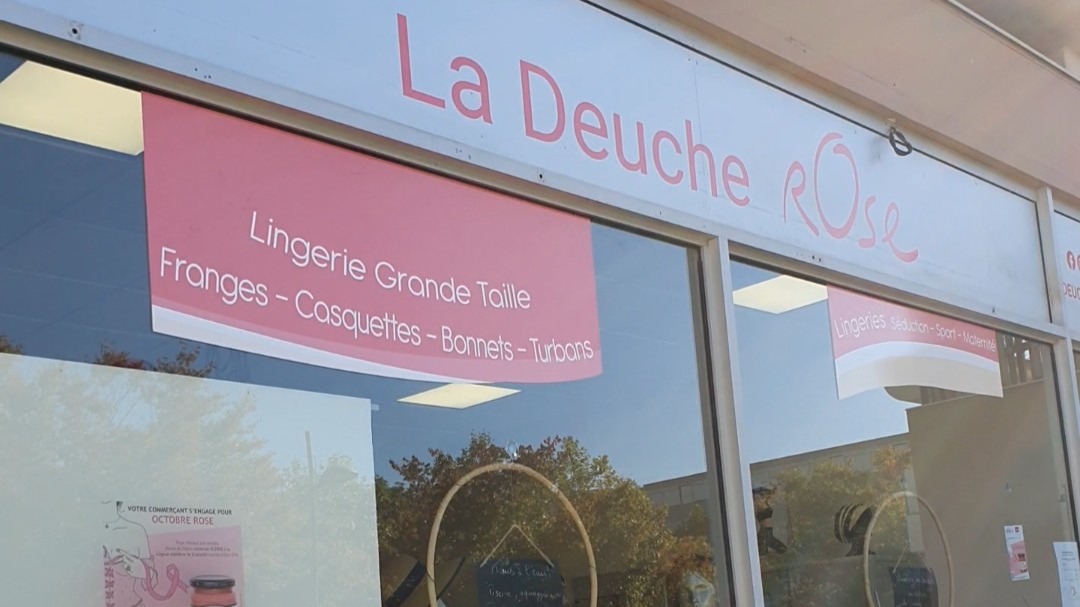 La Deuche rOse
Lingerie Grande Taille
Franges - Casquettes - Bonnets - Turbans
Lingeries Séduction - Sport - Maternité
VOTRE COMMERÇANT S'ENGAGE POUR
OCTOBRE ROSE